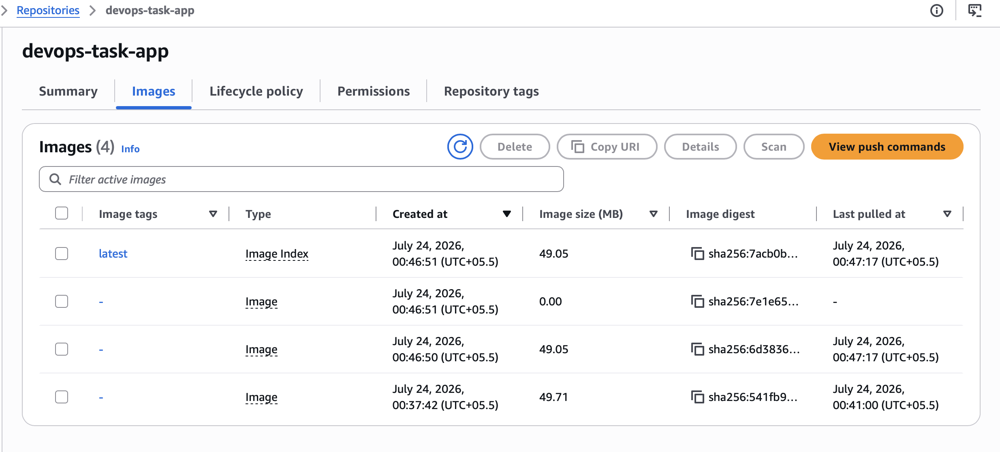 Repositories > devops-task-app
devops-task-app
Summary Images Lifecycle policy Permissions Repository tags
Images (4) Info Delete Copy URI Details Scan View push commands
Filter active images
Image tags Type Created at Image size (MB) Image digest Last pulled at
latest Image Index July 24, 2026, 00:46:51 (UTC+05.5) 49.05 sha256:7acb0b... July 24, 2026, 00:47:17 (UTC+05.5)
- Image July 24, 2026, 00:46:51 (UTC+05.5) 0.00 sha256:7e1e65... -
- Image July 24, 2026, 00:46:50 (UTC+05.5) 49.05 sha256:6d3836... July 24, 2026, 00:47:17 (UTC+05.5)
- Image July 24, 2026, 00:37:42 (UTC+05.5) 49.71 sha256:541fb9... July 24, 2026, 00:41:00 (UTC+05.5)